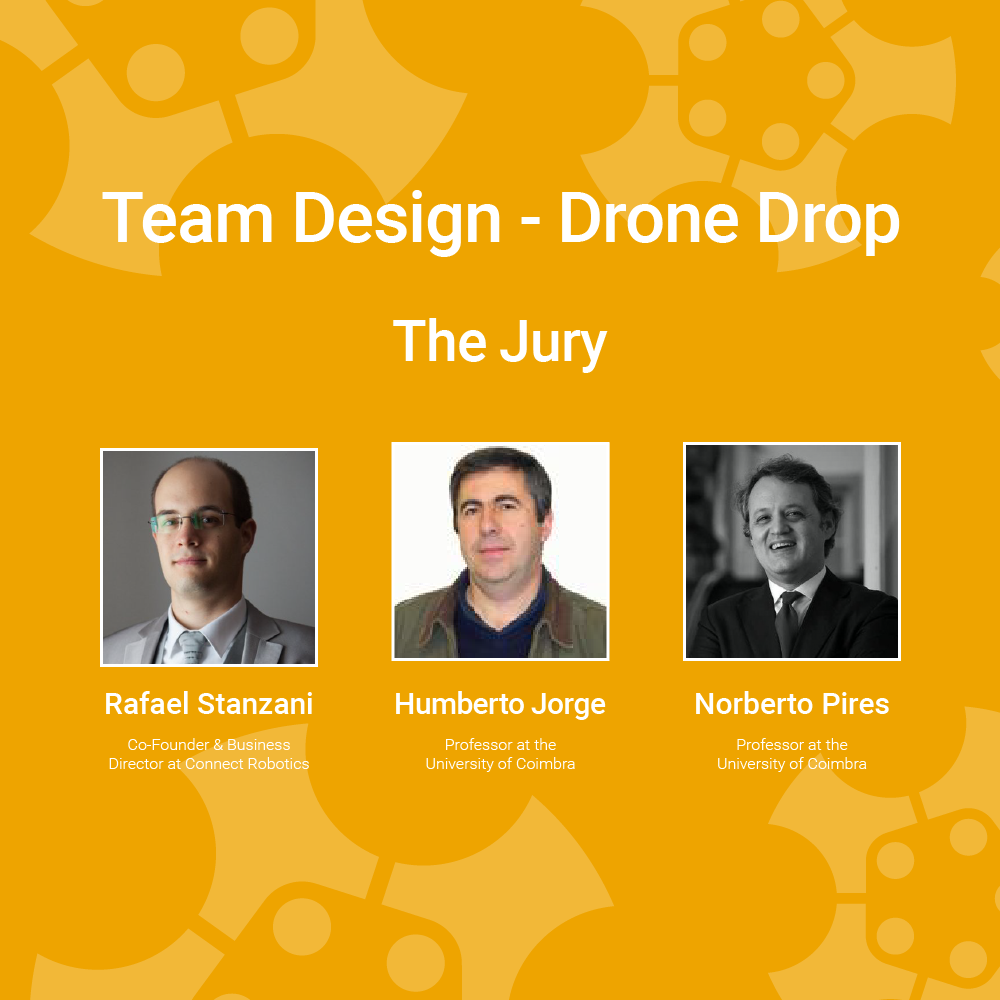 Team Design - Drone Drop
The Jury
Rafael Stanzani
Co-Founder & Business
Director at Connect Robotics
Humberto Jorge
Professor at the
University of Coimbra
Norberto Pires
Professor at the
University of Coimbra